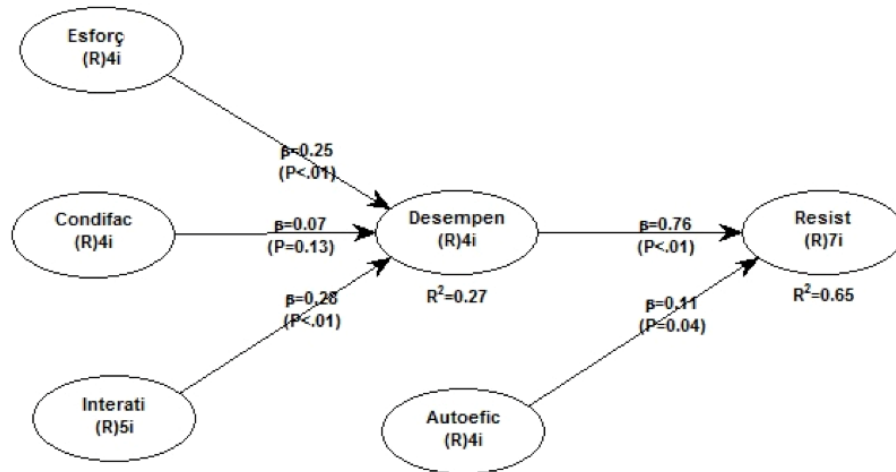 Esforç
(R)4i
β=0.25
(P<.01)
Condifac
(R)4i
β=0.07
(P=0.13)
Desempen
(R)4i
R²=0.27
β=0.76
(P<.01)
Resist
(R)7i
R²=0.65
β=0.28
(P<.01)
β=0.11
(P=0.04)
Interati
(R)5i
Autoefic
(R)4i